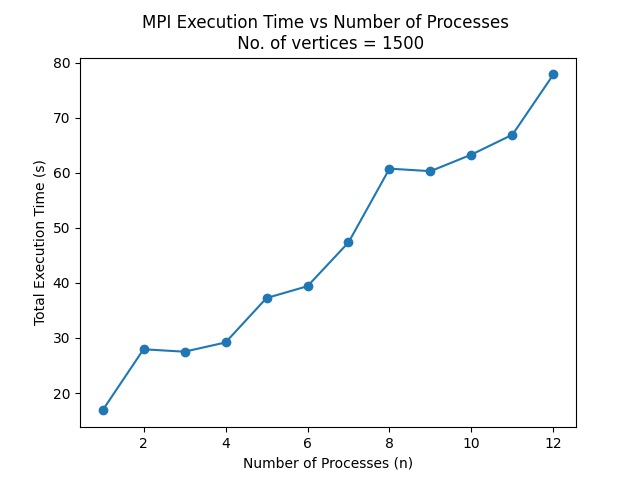 MPI Execution Time vs Number of Processes
No. of vertices = 1500
80
70
60
50
40
30
20
Total Execution Time (s)
2 4 6 8 10 12
Number of Processes (n)